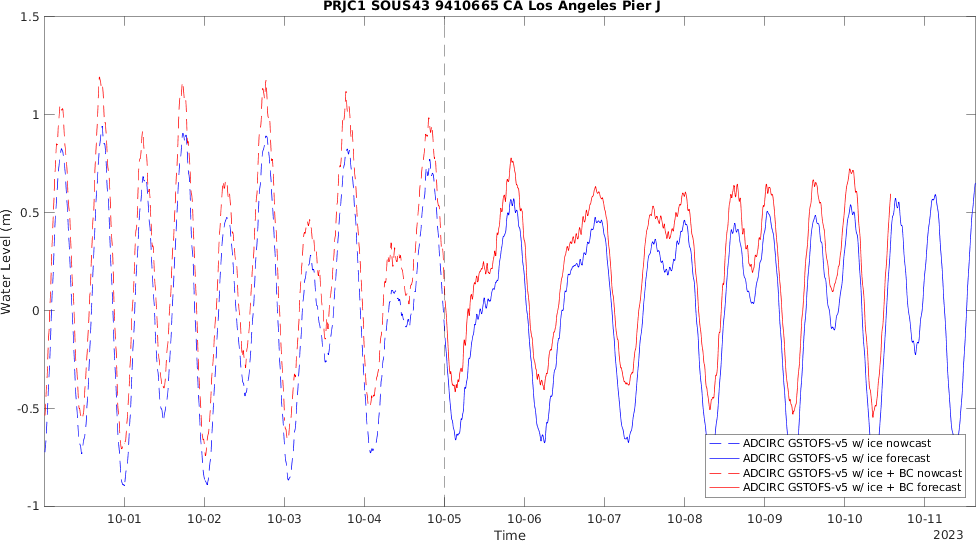 PRJC1 SOUS43 9410665 CA Los Angeles Pier J
1.5
1
0.5
0
-0.5
-1
Water Level (m)
10-01 10-02 10-03 10-04 10-05 10-06 10-07 10-08 10-09 10-10 10-11
Time
2023
ADCIRC GSTOFS-v5 w/ ice nowcast
ADCIRC GSTOFS-v5 w/ ice forecast
ADCIRC GSTOFS-v5 w/ ice + BC nowcast
ADCIRC GSTOFS-v5 w/ ice + BC forecast